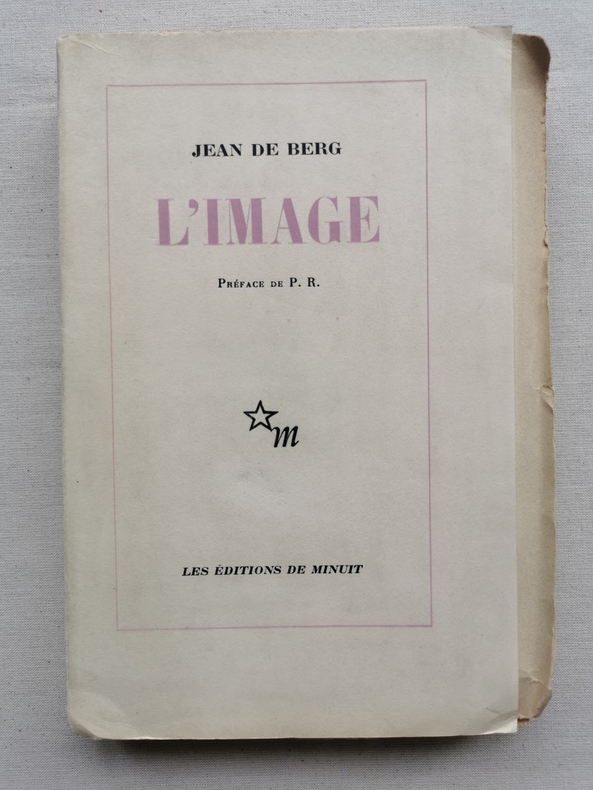 JEAN DE BERG
L'IMAGE
PRÉFACE DE P. R.
m
LES ÉDITIONS DE MINUIT